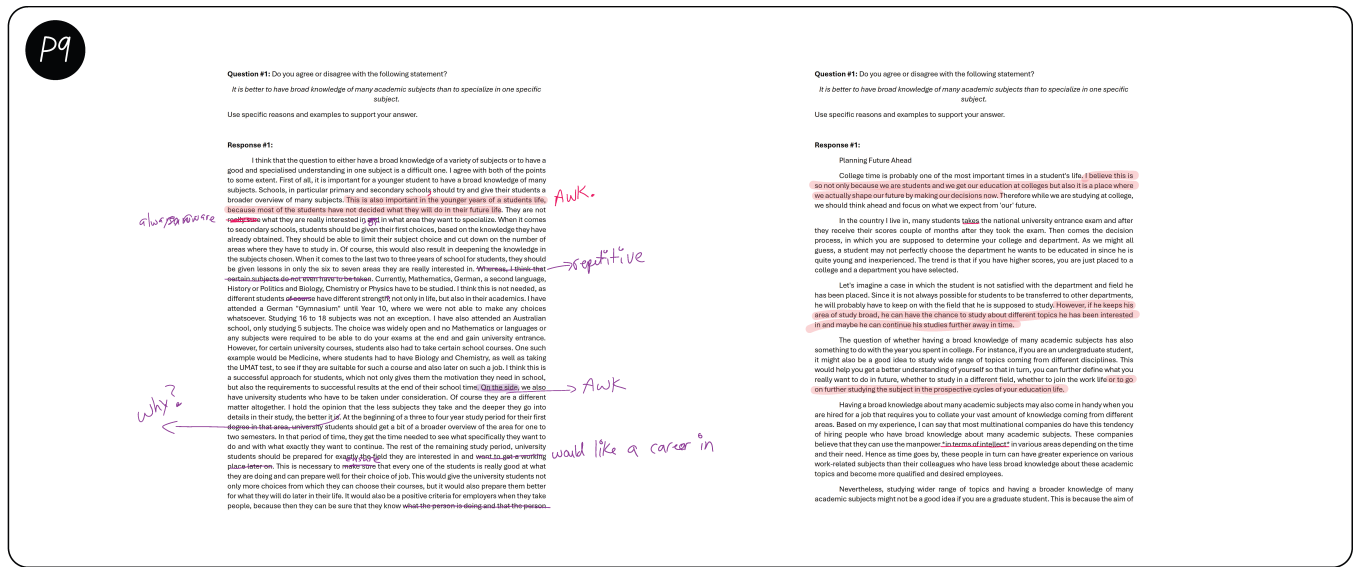 P9
Question #1: Do you agree or disagree with the following statement?
It is better to have broad knowledge of many academic subjects than to specialize in one specific
subject.
Use specific reasons and examples to support your answer.
Response #1:
I think that the question to either have a broad knowledge of a variety of subjects or to have a
good and specialised understanding in one subject is a difficult one. I agree with both of the points
to some extent. First of all, it is important for a younger student to have a broad knowledge of many
subjects. Schools, in particular primary and secondary schools should try and give their students a
broader overview of many subjects. This is also important in the younger years of a students life,
because most of the students have not decided what they will do in their future life. They are not
AWK.
always aware
really sure what they are really interested in or in what area they want to specialize. When it comes
to secondary schools, students should be given their first choices, based on the knowledge they have
already obtained. They should be able to limit their subject choice and cut down on the number of
areas where they have to study in. Of course, this would also result in deepening the knowledge in
the subjects chosen. When it comes to the last two to three years of school for students, they should
be given lessons in only the six to seven areas they are really interested in. Whereas, I think that
repititive
certain subjects do not even have to be taken. Currently, Mathematics, German, a second language,
History or Politics and Biology, Chemistry or Physics have to be studied. I think this is not needed, as
different students of course have different strength, not only in life, but also in their academics. I have
attended a German "Gymnasium" until Year 10, where we were not able to make any choices
whatsoever. Studying 16 to 18 subjects was not an exception. I have also attended an Australian
school, only studying 5 subjects. The choice was widely open and no Mathematics or languages or
any subjects were required to be able to do your exams at the end and gain university entrance.
However, for certain university courses, students also had to take certain school courses. One such
example would be Medicine, where students had to have Biology and Chemistry, as well as taking
the UMAT test, to see if they are suitable for such a course and also later on such a job. I think this is
a successful approach for students, which not only gives them the motivation they need in school,
but also the requirements to successful results at the end of their school time. On the side, we also
AWK
have university students who have to be taken under consideration. Of course they are a different
matter altogether. I hold the opinion that the less subjects they take and the deeper they go into
details in their study, the better it is. At the beginning of a three to four year study period for their first
why?
degree in that area, university students should get a bit of a broader overview of the area for one to
two semesters. In that period of time, they get the time needed to see what specifically they want to
do and with what exactly they want to continue. The rest of the remaining study period, university
students should be prepared for exactly the field they are interested in and want to get a working
would like a career in
place later on. This is necessary to make sure that every one of the students is really good at what
ensure
they are doing and can prepare well for their choice of job. This would give the university students not
only more choices from which they can choose their courses, but it would also prepare them better
for what they will do later in their life. It would also be a positive criteria for employers when they take
people, because then they can be sure that they know what the person is doing and that the person
Question #1: Do you agree or disagree with the following statement?
It is better to have broad knowledge of many academic subjects than to specialize in one specific
subject.
Use specific reasons and examples to support your answer.
Response #1:
Planning Future Ahead
College time is probably one of the most important times in a student's life. I believe this is
so not only because we are students and we get our education at colleges but also it is a place where
we actually shape our future by making our decisions now. Therefore while we are studying at college,
we should think ahead and focus on what we expect from 'our' future.
In the country I live in, many students takes the national university entrance exam and after
they receive their scores couple of months after they took the exam. Then comes the decision
process, in which you are supposed to determine your college and department. As we might all
guess, a student may not perfectly choose the department he wants to be educated in since he is
quite young and inexperienced. The trend is that if you have higher scores, you are just placed to a
college and a department you have selected.
Let's imagine a case in which the student is not satisfied with the department and field he
has been placed. Since it is not always possible for students to be transferred to other departments,
he will probably have to keep on with the field that he is supposed to study. However, if he keeps his
area of study broad, he can have the chance to study about different topics he has been interested
in and maybe he can continue his studies further away in time.
The question of whether having a broad knowledge of many academic subjects has also
something to do with the year you spent in college. For instance, if you are an undergraduate student,
it might also be a good idea to study wide range of topics coming from different disciplines. This
would help you get a better understanding of yourself so that in turn, you can further define what you
really want to do in future, whether to study in a different field, whether to join the work life or to go
on further studying the subject in the prospective cycles of your education life.
Having a broad knowledge about many academic subjects may also come in handy when you
are hired for a job that requires you to collate your vast amount of knowledge coming from different
areas. Based on my experience, I can say that most multinational companies do have this tendency
of hiring people who have broad knowledge about many academic subjects. These companies
believe that they can use the manpower "in terms of intellect" in various areas depending on the time
and their need. Hence as time goes by, these people in turn can have greater experience on various
work-related subjects than their colleagues who have less broad knowledge about these academic
topics and become more qualified and desired employees.
Nevertheless, studying wider range of topics and having a broader knowledge of many
academic subjects might not be a good idea if you are a graduate student. This is because the aim of